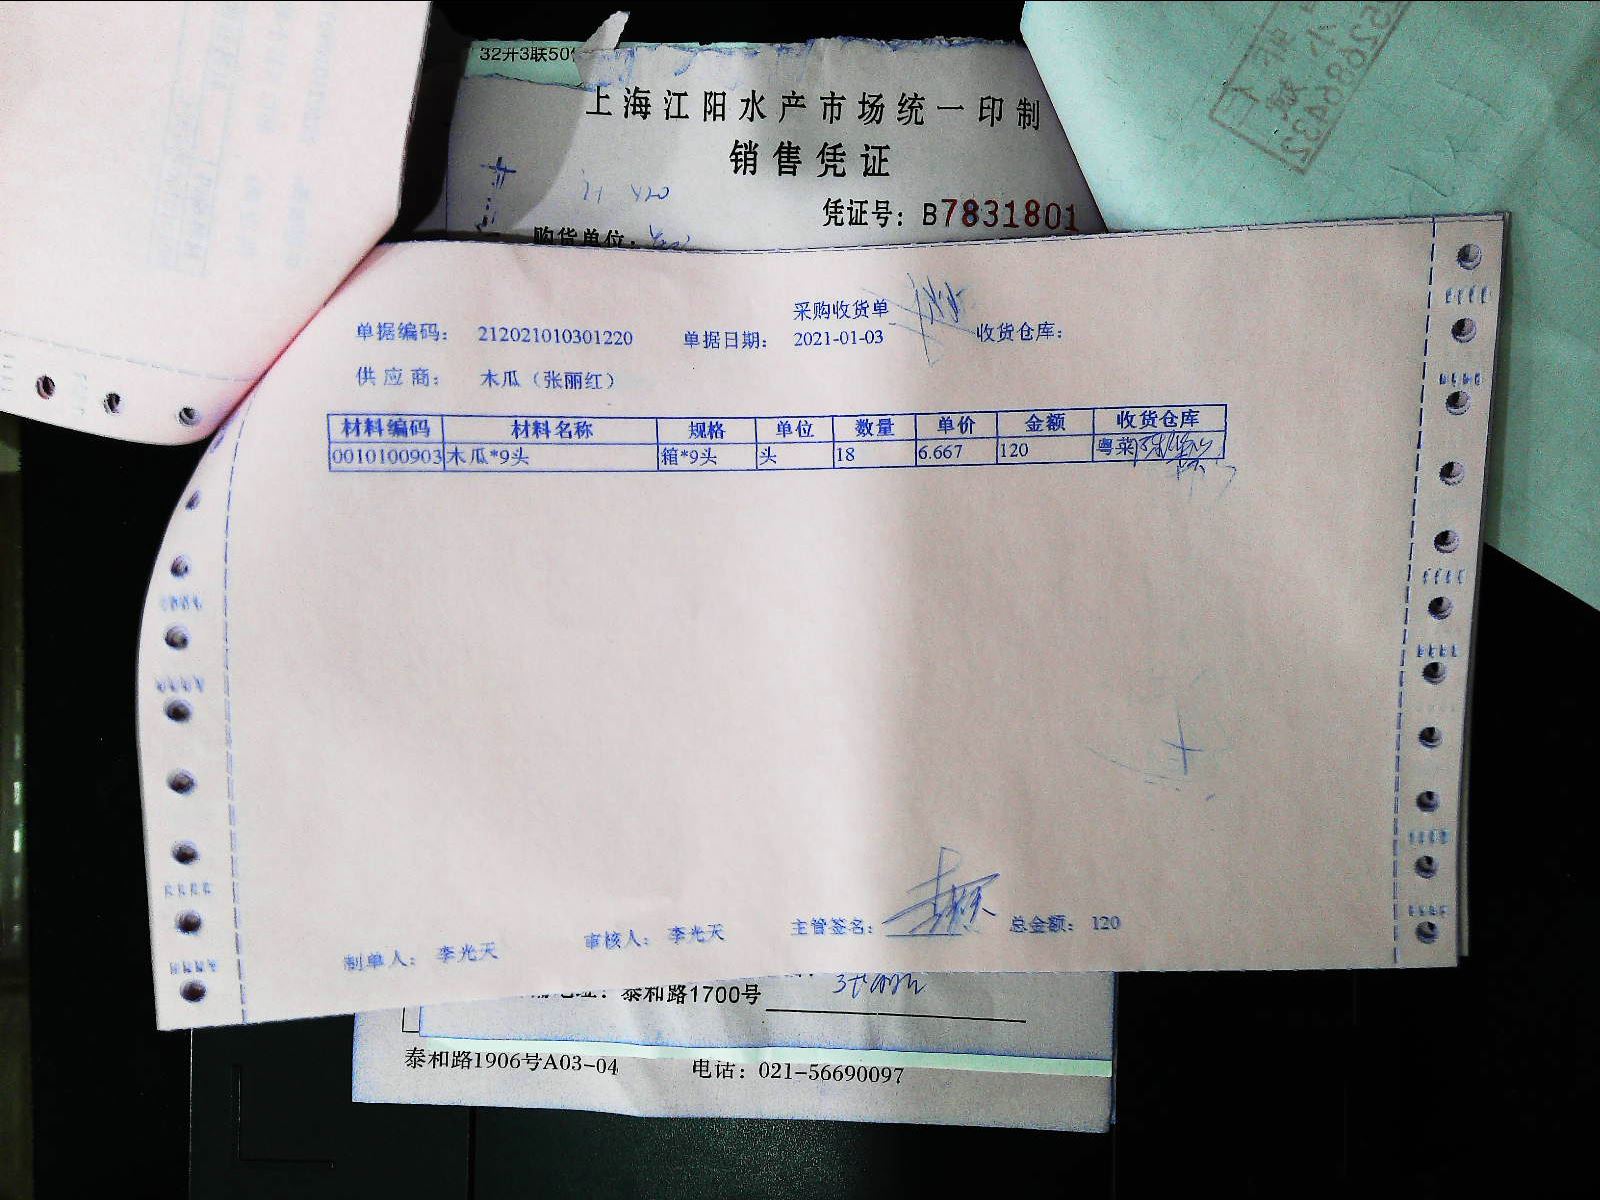 32开3联50
上海江阳水产市场统一印制
销售凭证
凭证号：B7831801
购货单位：
采购收货单
单据编码： 212021010301220 单据日期： 2021-01-03 收货仓库：
供应商： 木瓜（张丽红）
材料编码 材料名称 规格 单位 数量 单价 金额 收货仓库
0010100903 木瓜*9头 箱*9头 头 18 6.667 120 粤菜
制单人： 李光天 审核人： 李光天 主管签名： 总金额： 120
泰和路1700号
泰和路1906号A03-04 电话：021-56690097